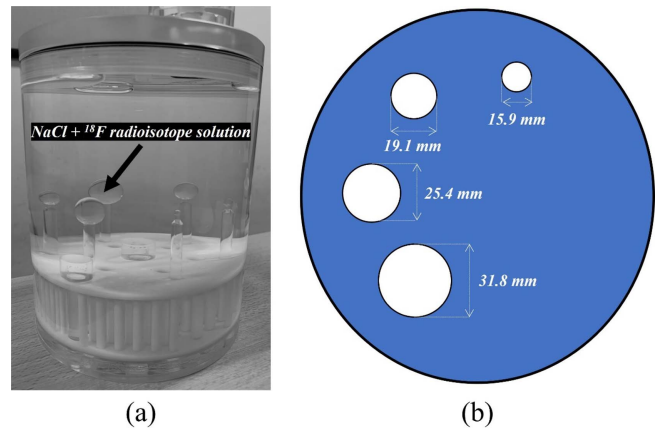 NaCl + ¹⁸F radioisotope solution
19.1 mm
15.9 mm
25.4 mm
31.8 mm
(a)
(b)